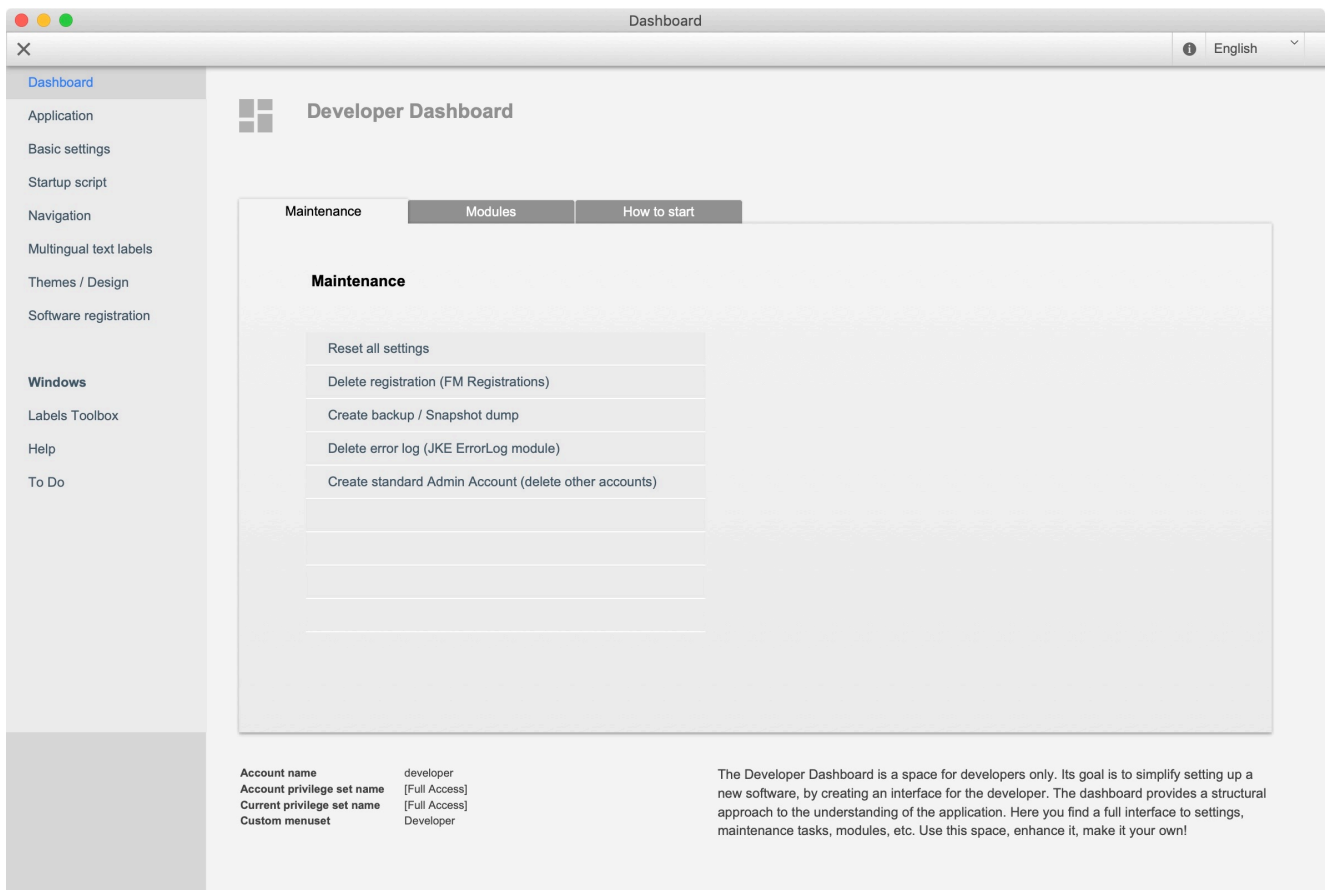 Dashboard
English
Dashboard
Application
Basic settings
Startup script
Navigation
Multingual text labels
Themes / Design
Software registration
Windows
Labels Toolbox
Help
To Do
Developer Dashboard
Maintenance
Modules
How to start
Maintenance
Reset all settings
Delete registration (FM Registrations)
Create backup / Snapshot dump
Delete error log (JKE ErrorLog module)
Create standard Admin Account (delete other accounts)
Account name developer
Account privilege set name [Full Access]
Current privilege set name [Full Access]
Custom menuset Developer
The Developer Dashboard is a space for developers only. Its goal is to simplify setting up a
new software, by creating an interface for the developer. The dashboard provides a structural
approach to the understanding of the application. Here you find a full interface to settings,
maintenance tasks, modules, etc. Use this space, enhance it, make it your own!